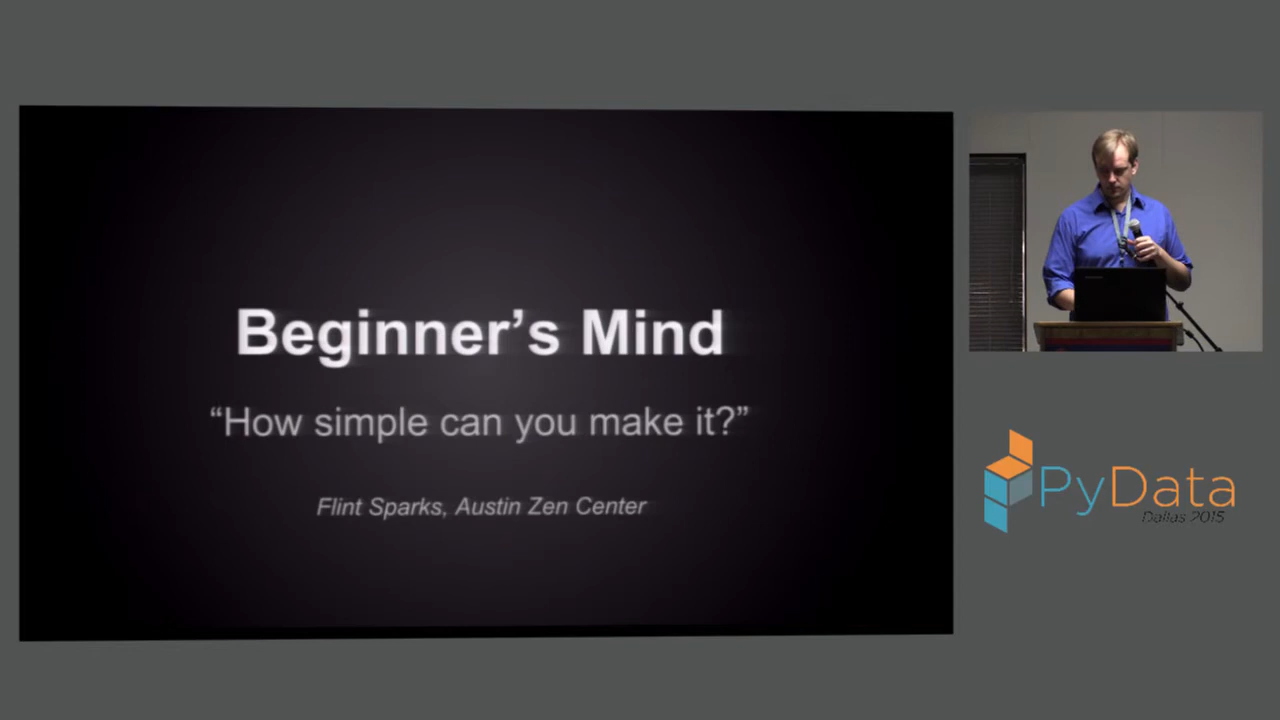 Beginner’s Mind
“How simple can you make it?”
Flint Sparks, Austin Zen Center
PyData
Dallas 2015